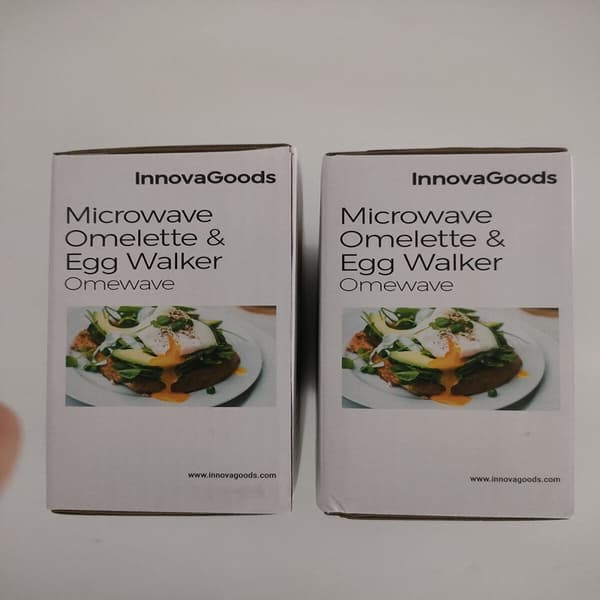 InnovaGoods
Microwave
Omelette &
Egg Walker
Omewave
www.innovagoods.com
InnovaGoods
Microwave
Omelette &
Egg Walker
Omewave
www.innovagoods.com